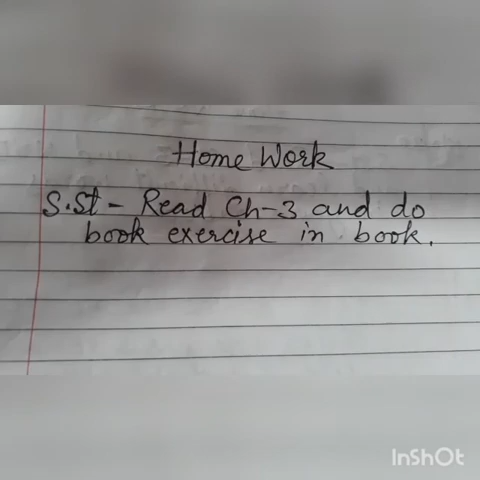 Home Work
S.St - Read Ch-3 and do
book exercise in book.
InShOt